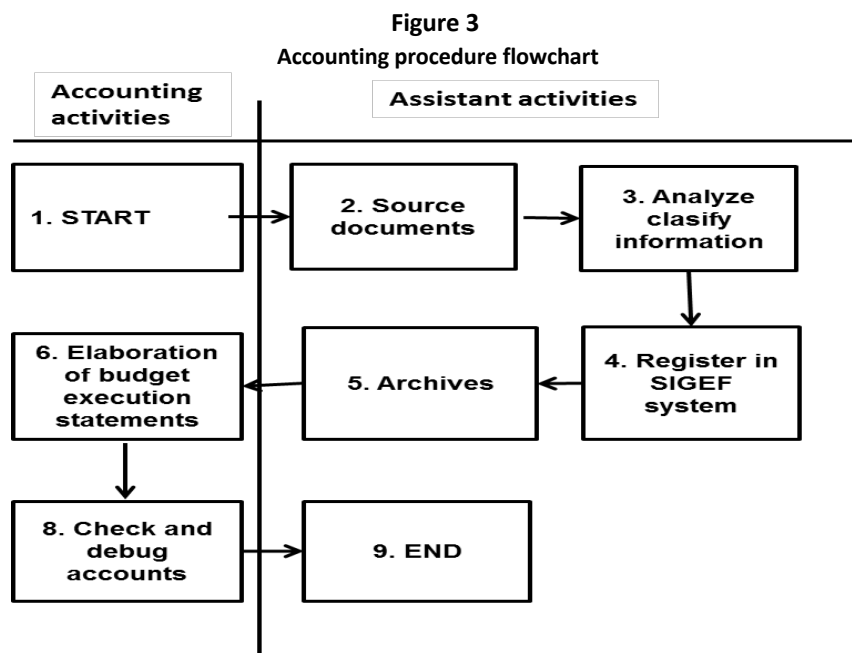 Figure 3
Accounting procedure flowchart
Accounting
activities
Assistant activities
1. START
2. Source
documents
3. Analyze
clasify
information
4. Register in
SIGEF
system
5. Archives
6. Elaboration
of budget
execution
statements
8. Check and
debug
accounts
9. END